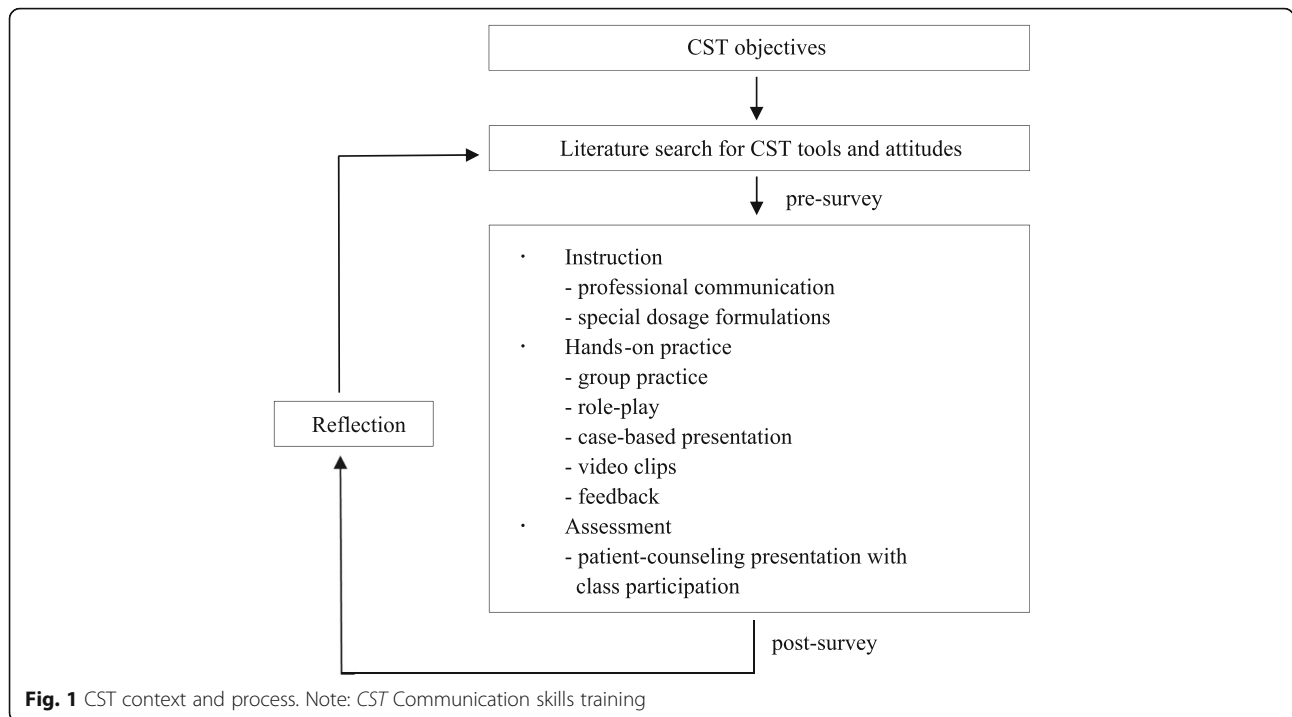 CST objectives
Literature search for CST tools and attitudes
pre-survey
· Instruction
- professional communication
- special dosage formulations
· Hands-on practice
- group practice
- role-play
- case-based presentation
- video clips
- feedback
· Assessment
- patient-counseling presentation with
class participation
Reflection
post-survey
Fig. 1 CST context and process. Note: CST Communication skills training